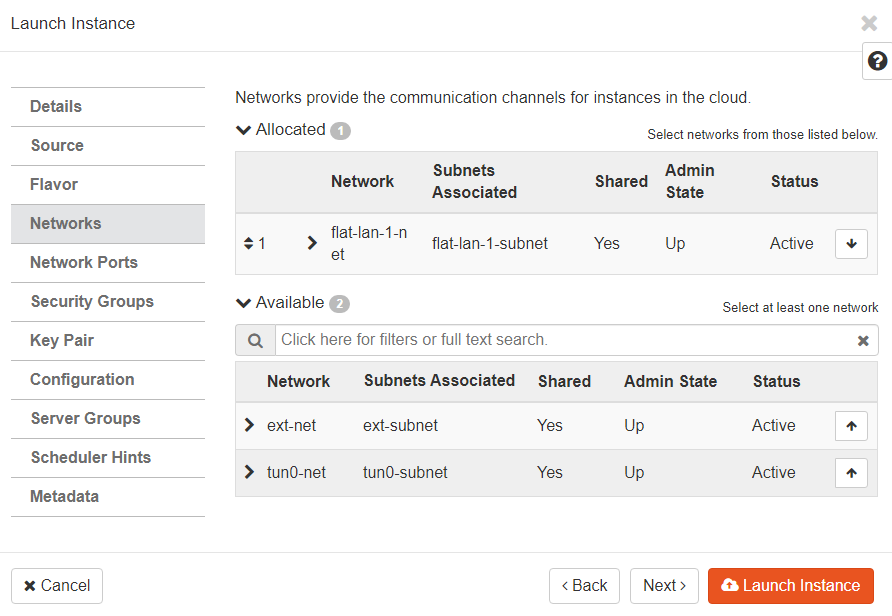 Launch Instance
Details
Source
Flavor
Networks
Network Ports
Security Groups
Key Pair
Configuration
Server Groups
Scheduler Hints
Metadata
Networks provide the communication channels for instances in the cloud.
Allocated 1
Select networks from those listed below.
Network Subnets Associated Shared Admin State Status
1 flat-lan-1-n
et flat-lan-1-subnet Yes Up Active
Available 2
Select at least one network
Click here for filters or full text search.
Network Subnets Associated Shared Admin State Status
ext-net ext-subnet Yes Up Active
tun0-net tun0-subnet Yes Up Active
Cancel
‹ Back
Next ›
Launch Instance